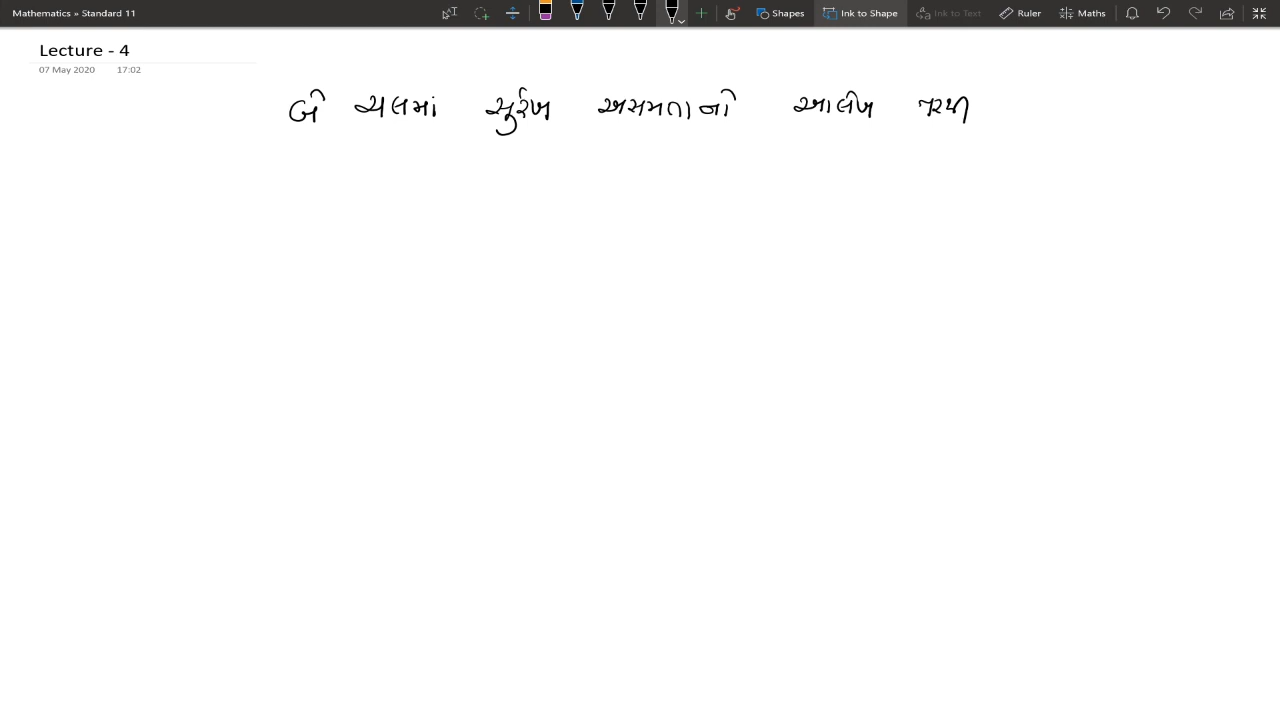 Mathematics » Standard 11
Shapes Ink to Shape Ink to Text Ruler Maths
Lecture - 4
07 May 2020 17:02
બે ચલમાં સુરેખ અસમતાનો આલેખ